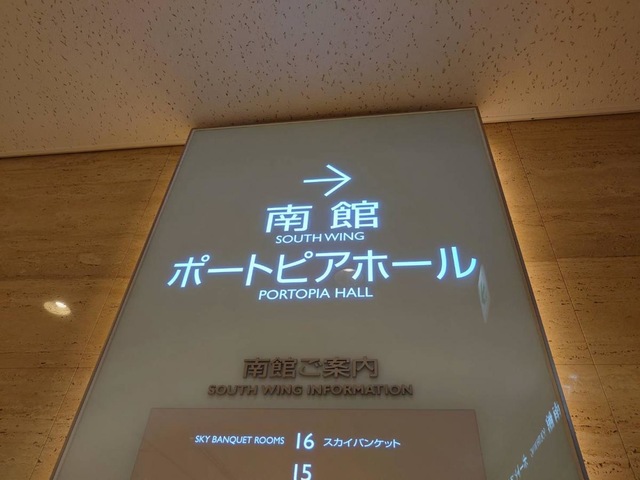 →
南館
SOUTH WING
ポートピアホール
PORTOPIA HALL
南館ご案内
SOUTH WING INFORMATION
SKY BANQUET ROOMS 16 スカイバンケット
15